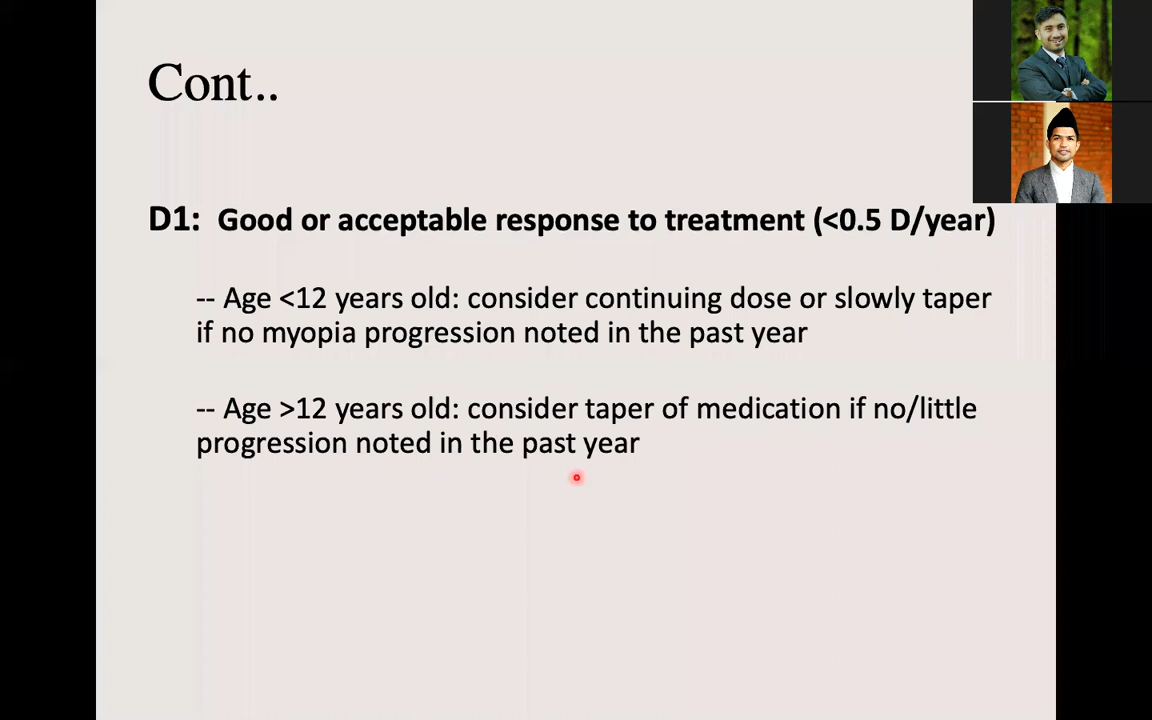 Cont..
D1: Good or acceptable response to treatment (<0.5 D/year)
-- Age <12 years old: consider continuing dose or slowly taper
if no myopia progression noted in the past year
-- Age >12 years old: consider taper of medication if no/little
progression noted in the past year